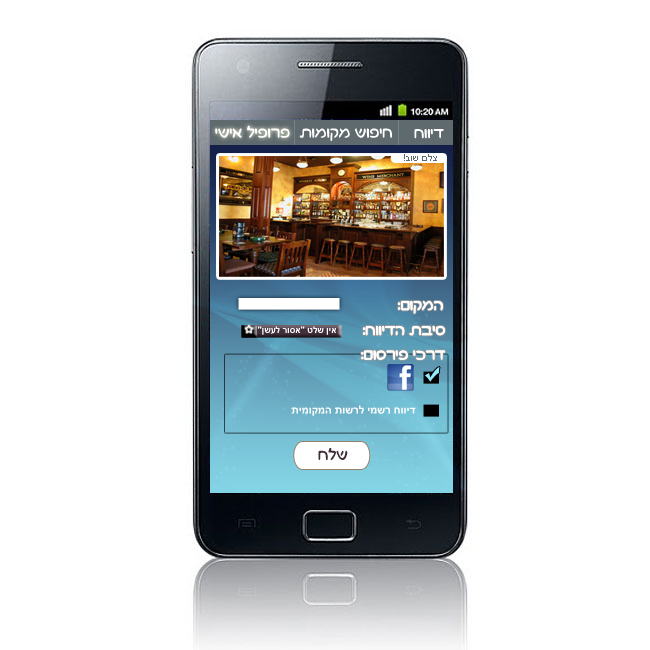 10:20 AM
דיווח חיפוש מקומות פרופיל אישי
צלם שוב!
WINE MERCHANT
המקום:
סיבת הדיווח: אין שלט "אסור לעשן"
דרכי פירסום:
f
דיווח רשמי לרשות המקומית
שלח